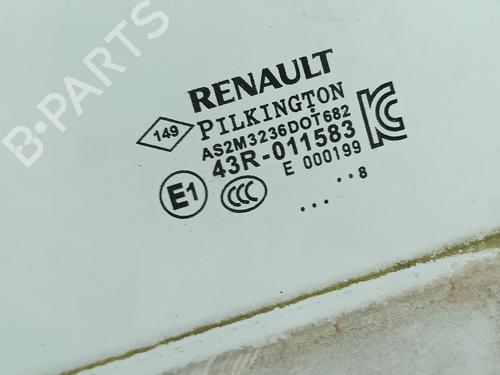 B-PARTS
RENAULT
149 PILKINGTON
AS2M3236DOT682
43R-011583
E1 CCC E 000199
.. 8
....
KC